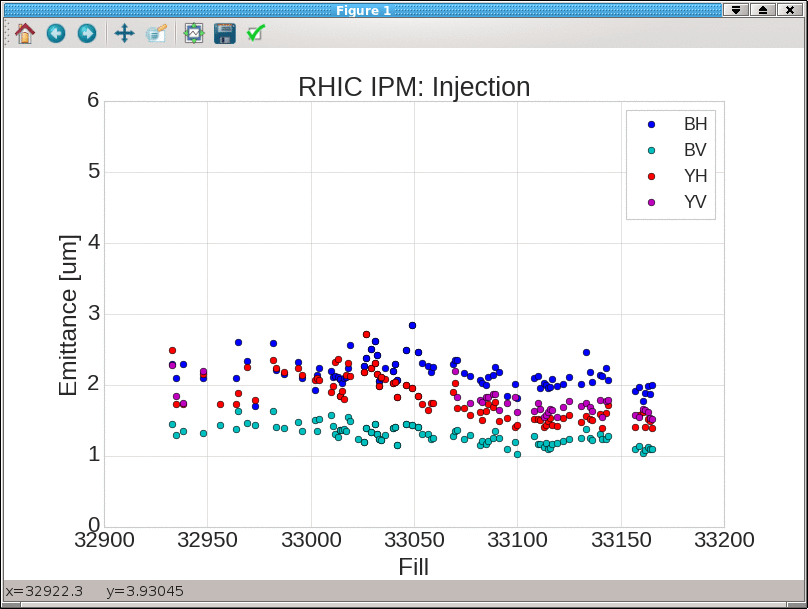 Figure 1
RHIC IPM: Injection
6
5
4
3
2
1
0
Emittance [um]
BH
BV
YH
YV
32900 32950 33000 33050 33100 33150 33200
Fill
x=32922.3 y=3.93045